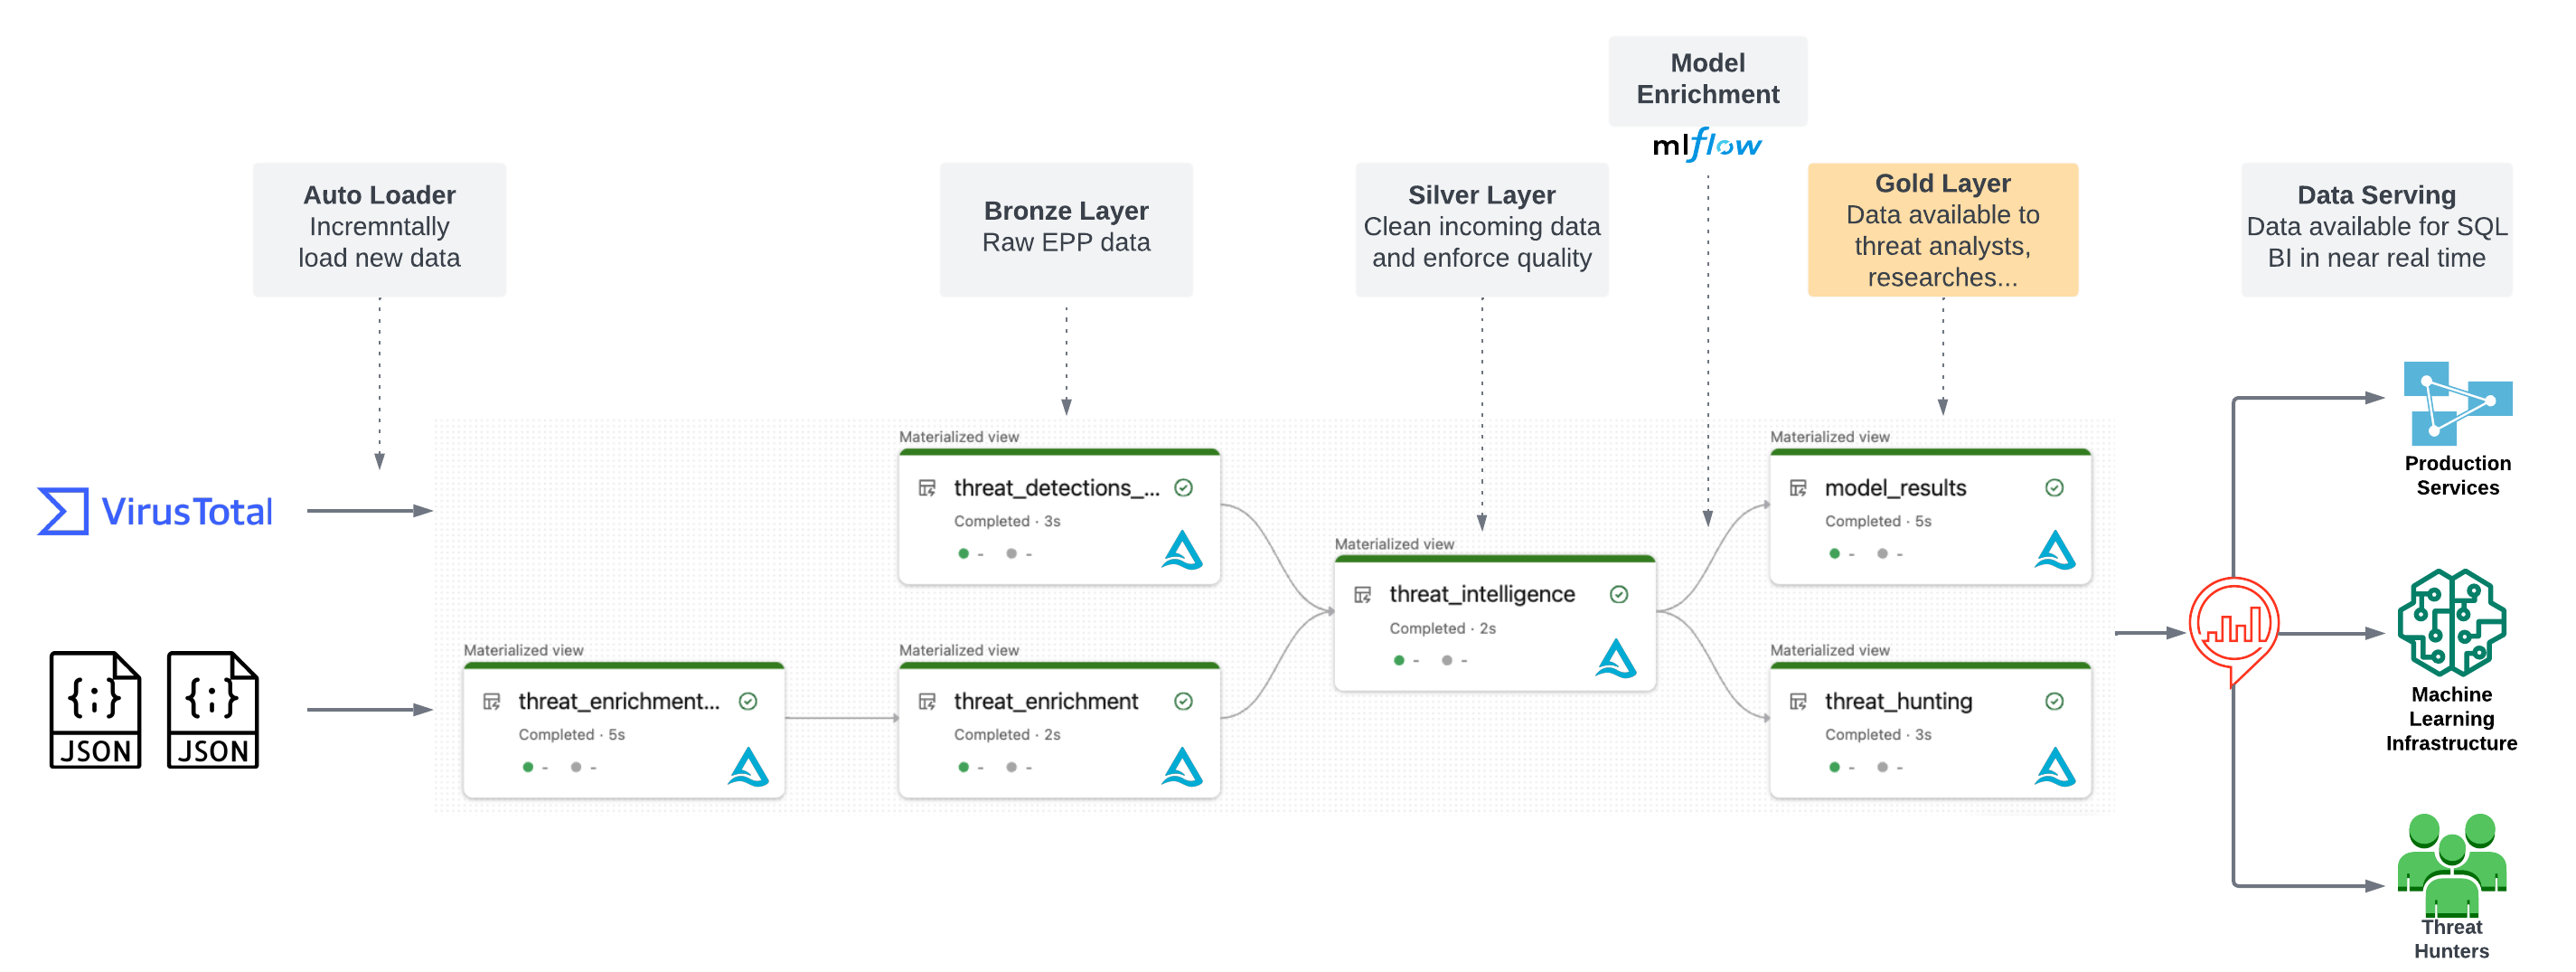 Model
Enrichment
mlflow
Auto Loader
Incremntally
load new data
Bronze Layer
Raw EPP data
Silver Layer
Clean incoming data
and enforce quality
Gold Layer
Data available to
threat analysts,
researches...
Data Serving
Data available for SQL
BI in near real time
VirusTotal
{;}
JSON
{;}
JSON
Materialized view
threat_enrichment...
Completed · 5s
- -
Materialized view
threat_detections_...
Completed · 3s
- -
Materialized view
threat_enrichment
Completed · 2s
- -
Materialized view
threat_intelligence
Completed · 2s
- -
Materialized view
model_results
Completed · 5s
- -
Materialized view
threat_hunting
Completed · 3s
- -
Production
Services
Machine
Learning
Infrastructure
Threat
Hunters